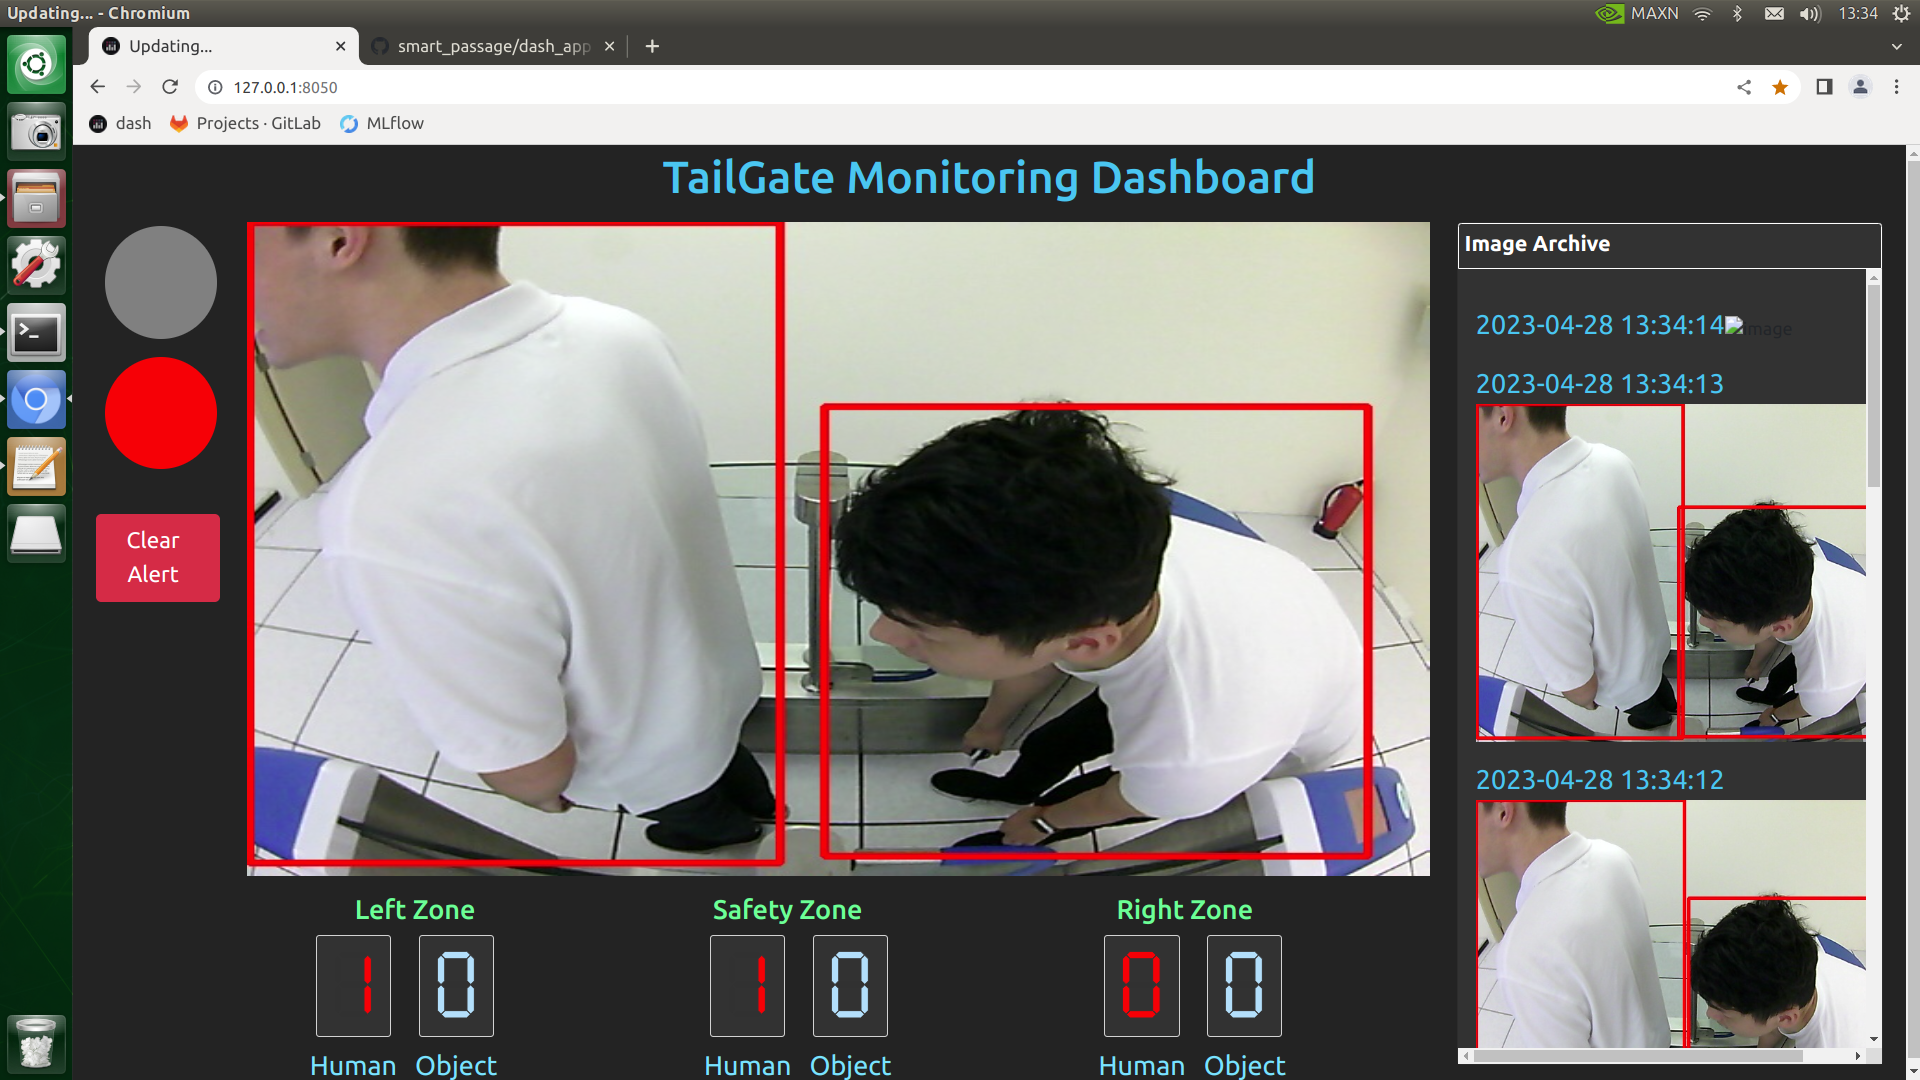 Updating... - Chromium
MAXN
13:34
Updating...
smart_passage/dash_app
127.0.0.1:8050
dash
Projects · GitLab
MLflow
TailGate Monitoring Dashboard
Clear
Alert
Image Archive
2023-04-28 13:34:14
image
2023-04-28 13:34:13
2023-04-28 13:34:12
Left Zone
1 0
Human Object
Safety Zone
1 0
Human Object
Right Zone
0 0
Human Object